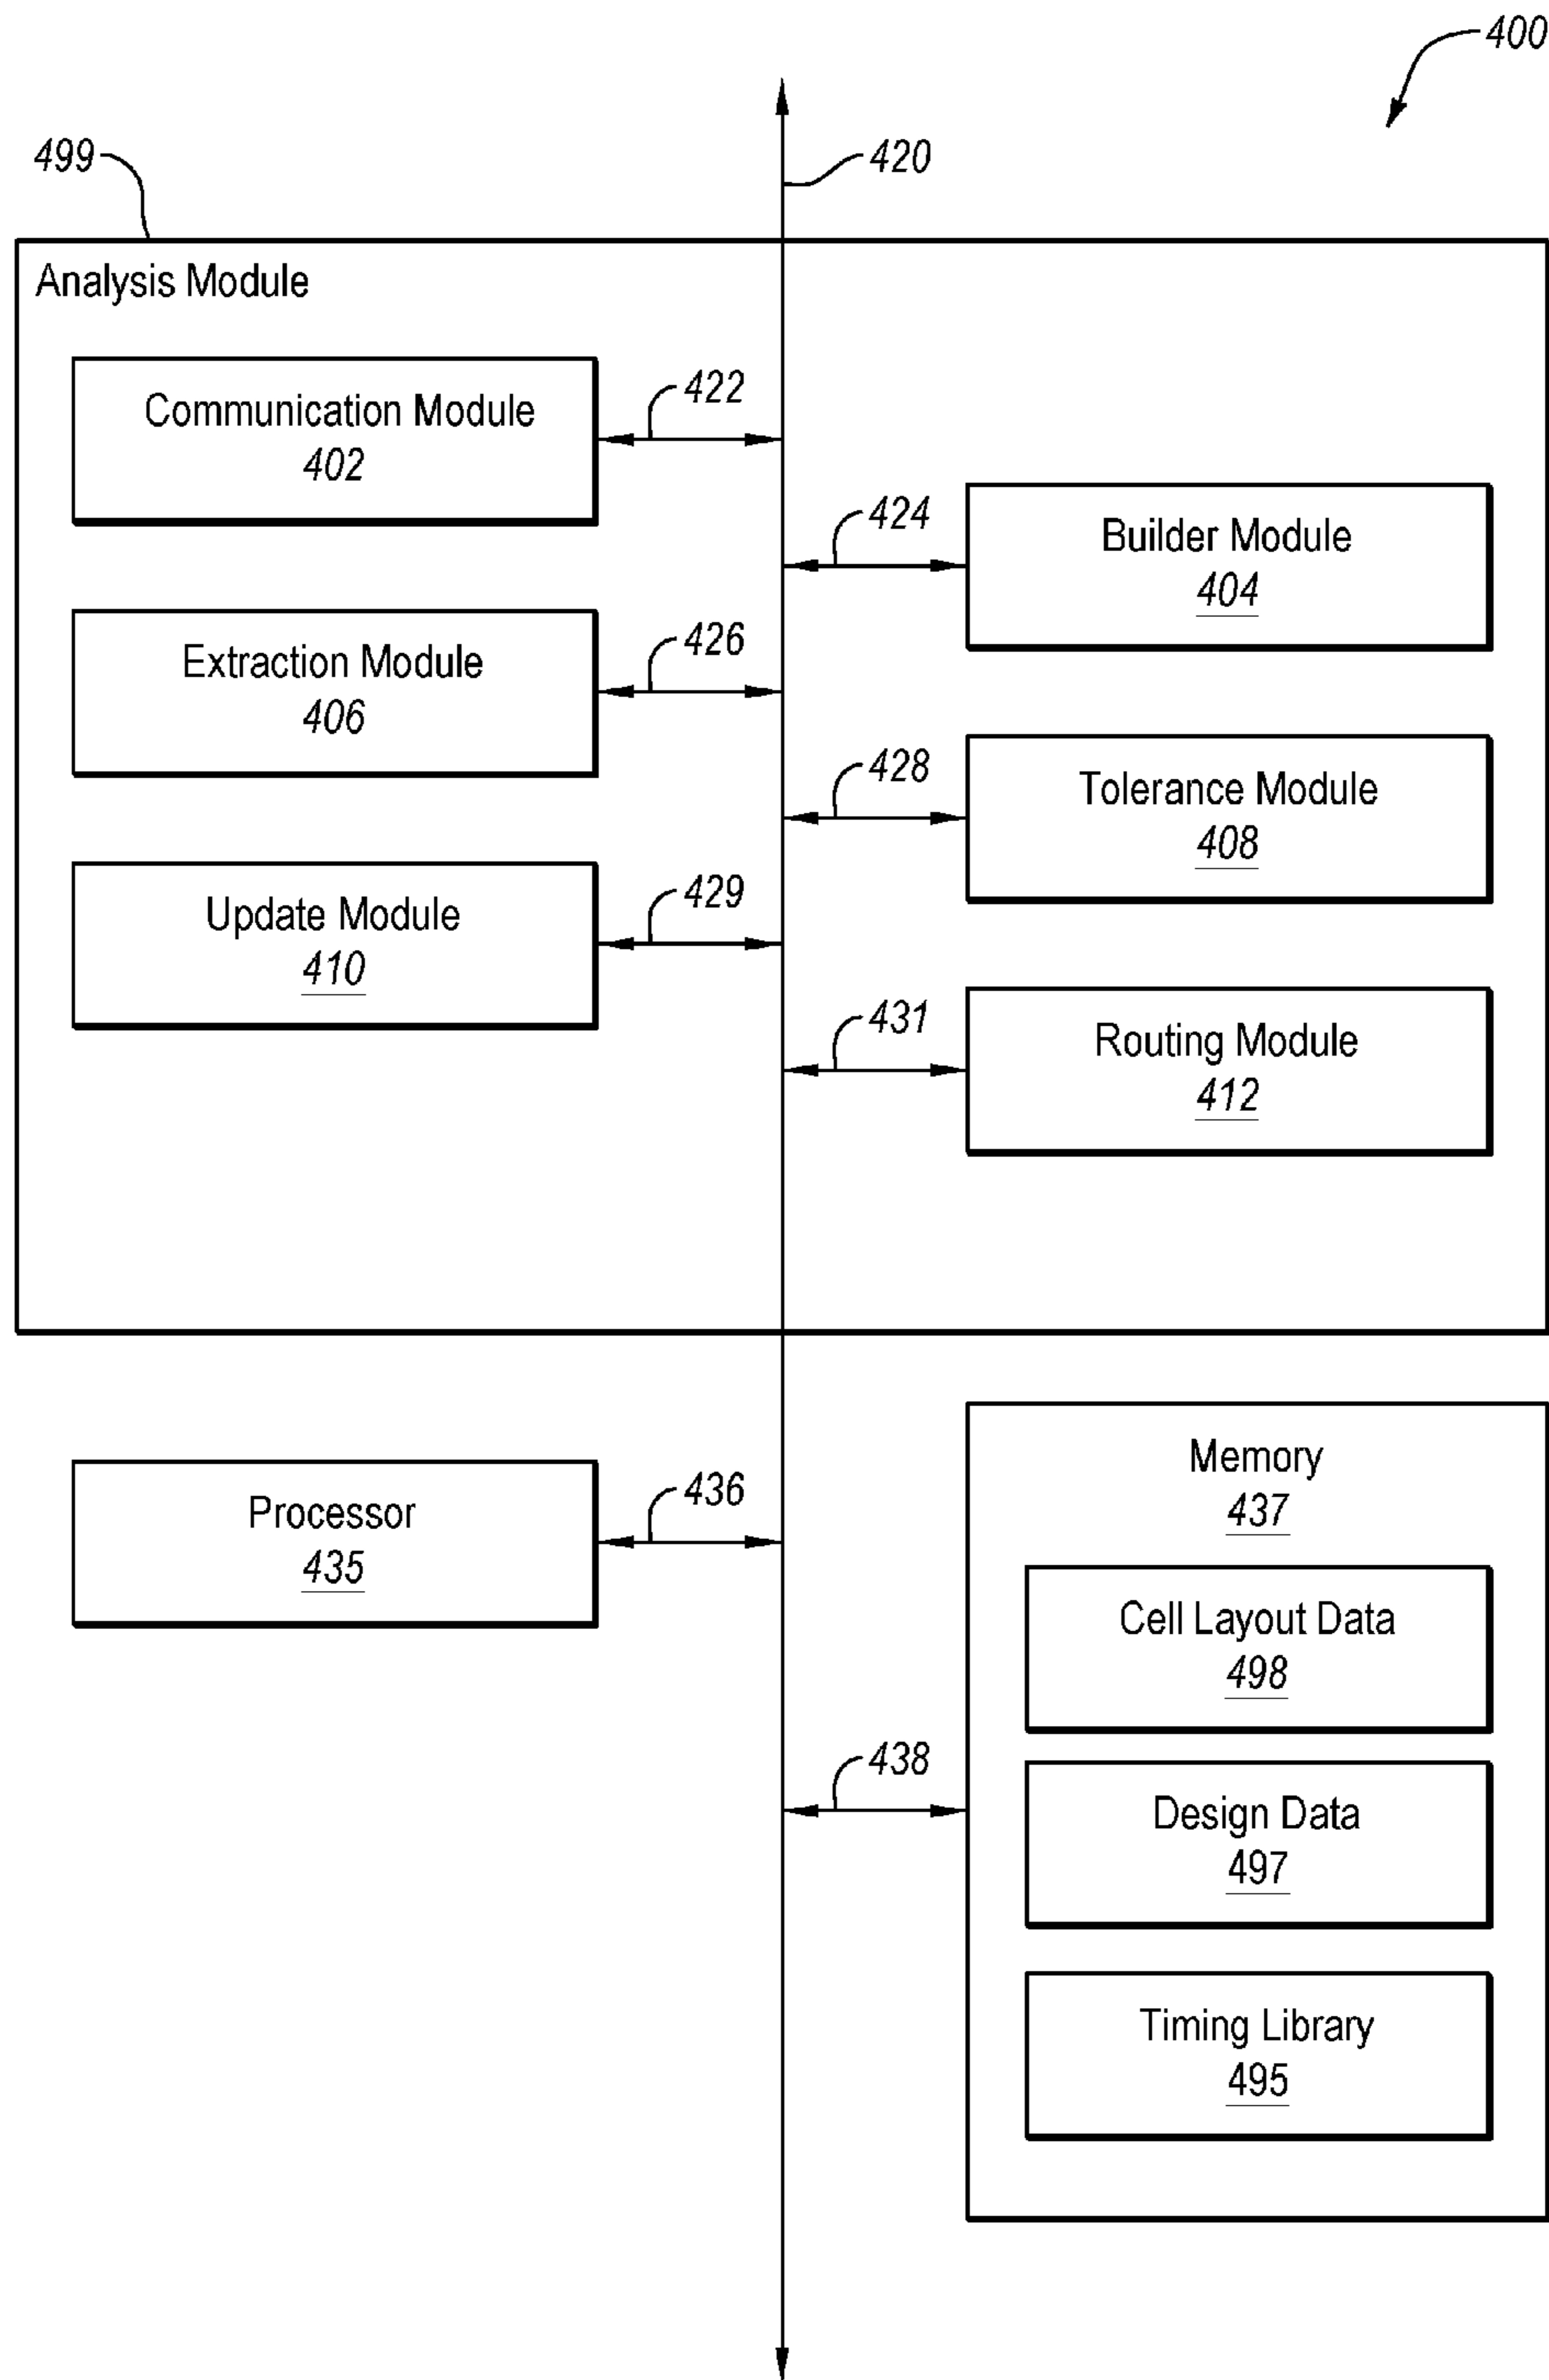 400
420
499
Analysis Module
Communication Module
402
422
424
Builder Module
404
Extraction Module
406
426
428
Tolerance Module
408
Update Module
410
429
431
Routing Module
412
Processor
435
436
Memory
437
Cell Layout Data
498
438
Design Data
497
Timing Library
495